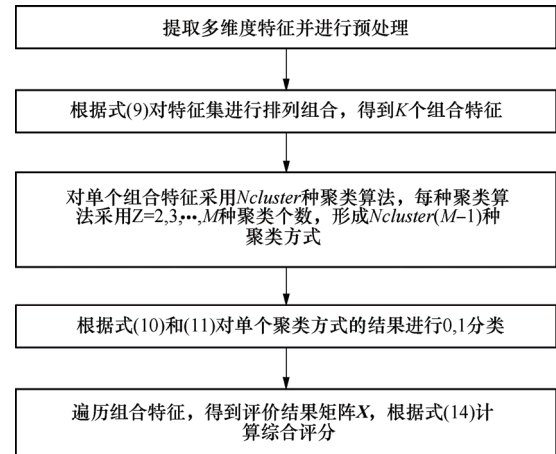 提取多维度特征并进行预处理
根据式(9)对特征集进行排列组合，得到K个组合特征
对单个组合特征采用Ncluster种聚类算法，每种聚类算
法采用Z=2,3,···,M种聚类个数，形成Ncluster(M−1)种
聚类方式
根据式(10)和(11)对单个聚类方式的结果进行0,1分类
遍历组合特征，得到评价结果矩阵X，根据式(14)计
算综合评分